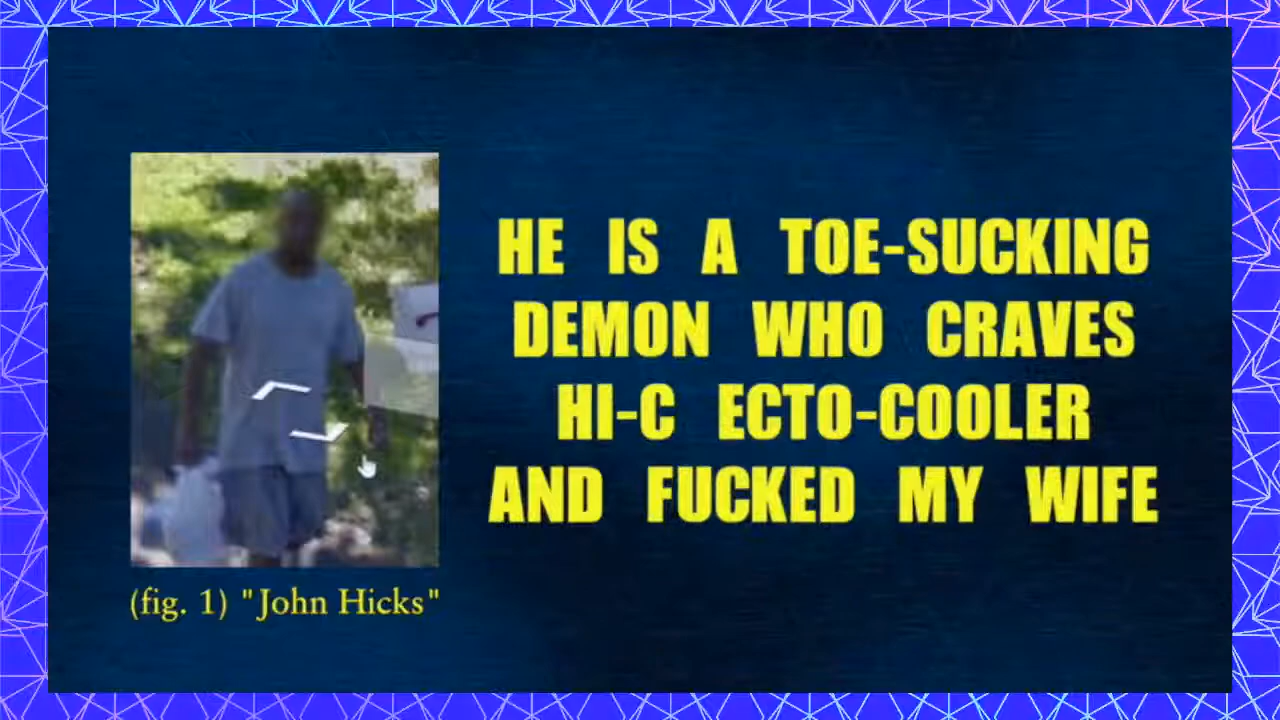 HE IS A TOE-SUCKING
DEMON WHO CRAVES
HI-C ECTO-COOLER
AND FUCKED MY WIFE
(fig. 1) "John Hicks"